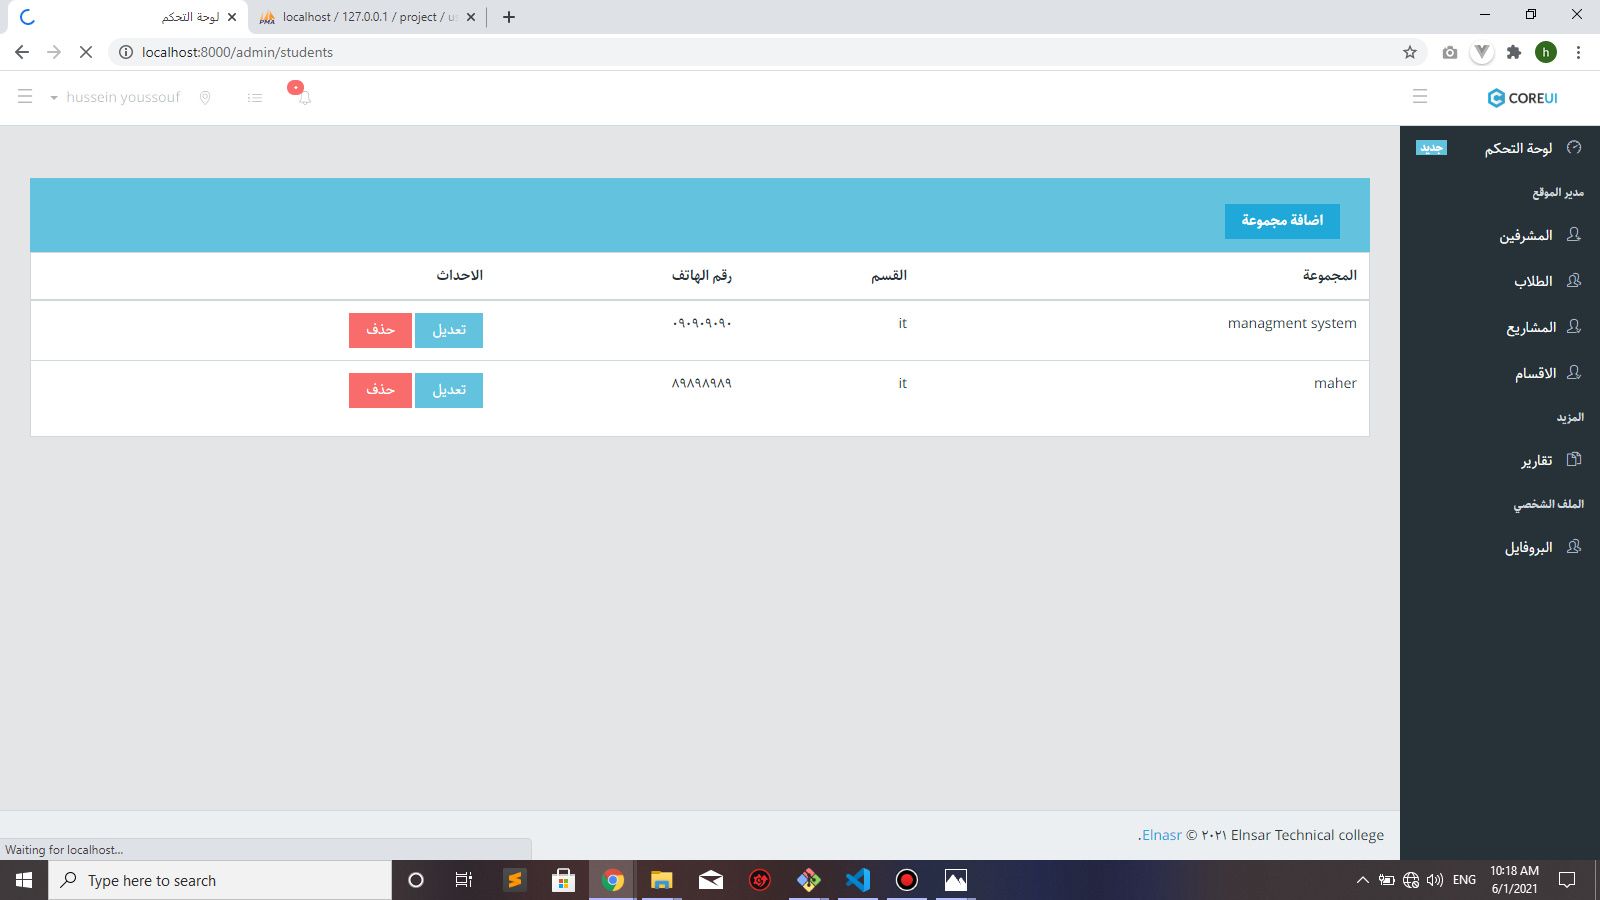 لوحة التحكم
localhost / 127.0.0.1 / project / u
localhost:8000/admin/students
h
hussein youssouf
COREUI
لوحة التحكم
جديد
مدير الموقع
المشرفين
الطلاب
المشاريع
الاقسام
المزيد
تقارير
الملف الشخصي
البروفايل
اضافة مجموعة
المجموعة القسم رقم الهاتف الاحداث
managment system it ٠٩٠٩٠٩٠٩٠ تعديل حذف
maher it ٨٩٨٩٨٩٨٩ تعديل حذف
.Elnasr © ٢٠٢١ Elnsar Technical college
Waiting for localhost...
Type here to search
ENG
10:18 AM
6/1/2021